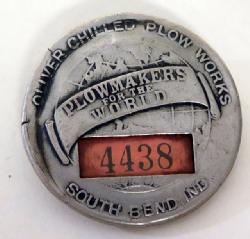 OLIVER CHILLED PLOW WORKS
PLOWMAKERS
FOR THE
WORLD
4438
SOUTH BEND IND